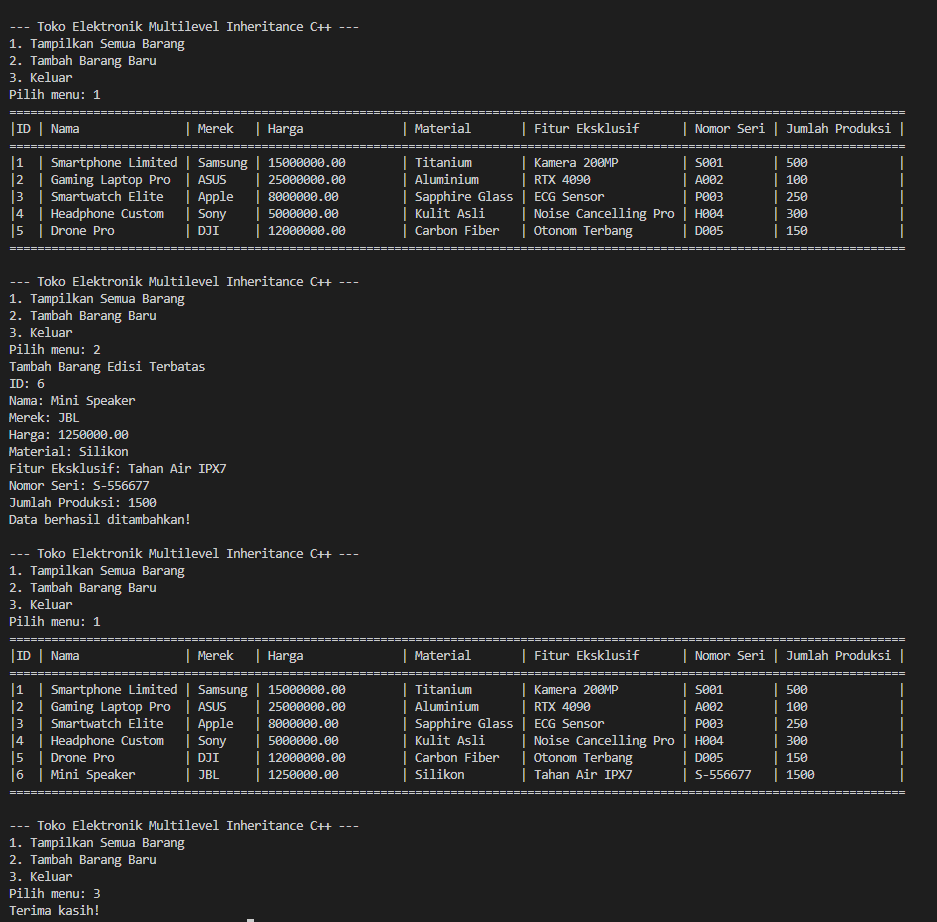 --- Toko Elektronik Multilevel Inheritance C++ ---
1. Tampilkan Semua Barang
2. Tambah Barang Baru
3. Keluar
Pilih menu: 1
================================================================================================================================
|ID | Nama               | Merek   | Harga              | Material       | Fitur Eksklusif     | Nomor Seri | Jumlah Produksi |
================================================================================================================================
|1  | Smartphone Limited | Samsung | 15000000.00        | Titanium       | Kamera 200MP        | S001       | 500             |
|2  | Gaming Laptop Pro  | ASUS    | 25000000.00        | Aluminium      | RTX 4090            | A002       | 100             |
|3  | Smartwatch Elite   | Apple   | 8000000.00         | Sapphire Glass | ECG Sensor          | P003       | 250             |
|4  | Headphone Custom   | Sony    | 5000000.00         | Kulit Asli     | Noise Cancelling Pro | H004       | 300             |
|5  | Drone Pro          | DJI     | 12000000.00        | Carbon Fiber   | Otonom Terbang      | D005       | 150             |
================================================================================================================================
--- Toko Elektronik Multilevel Inheritance C++ ---
1. Tampilkan Semua Barang
2. Tambah Barang Baru
3. Keluar
Pilih menu: 2
Tambah Barang Edisi Terbatas
ID: 6
Nama: Mini Speaker
Merek: JBL
Harga: 1250000.00
Material: Silikon
Fitur Eksklusif: Tahan Air IPX7
Nomor Seri: S-556677
Jumlah Produksi: 1500
Data berhasil ditambahkan!
--- Toko Elektronik Multilevel Inheritance C++ ---
1. Tampilkan Semua Barang
2. Tambah Barang Baru
3. Keluar
Pilih menu: 1
================================================================================================================================
|ID | Nama               | Merek   | Harga              | Material       | Fitur Eksklusif     | Nomor Seri | Jumlah Produksi |
================================================================================================================================
|1  | Smartphone Limited | Samsung | 15000000.00        | Titanium       | Kamera 200MP        | S001       | 500             |
|2  | Gaming Laptop Pro  | ASUS    | 25000000.00        | Aluminium      | RTX 4090            | A002       | 100             |
|3  | Smartwatch Elite   | Apple   | 8000000.00         | Sapphire Glass | ECG Sensor          | P003       | 250             |
|4  | Headphone Custom   | Sony    | 5000000.00         | Kulit Asli     | Noise Cancelling Pro | H004       | 300             |
|5  | Drone Pro          | DJI     | 12000000.00        | Carbon Fiber   | Otonom Terbang      | D005       | 150             |
|6  | Mini Speaker       | JBL     | 1250000.00         | Silikon        | Tahan Air IPX7      | S-556677   | 1500            |
================================================================================================================================
--- Toko Elektronik Multilevel Inheritance C++ ---
1. Tampilkan Semua Barang
2. Tambah Barang Baru
3. Keluar
Pilih menu: 3
Terima kasih!